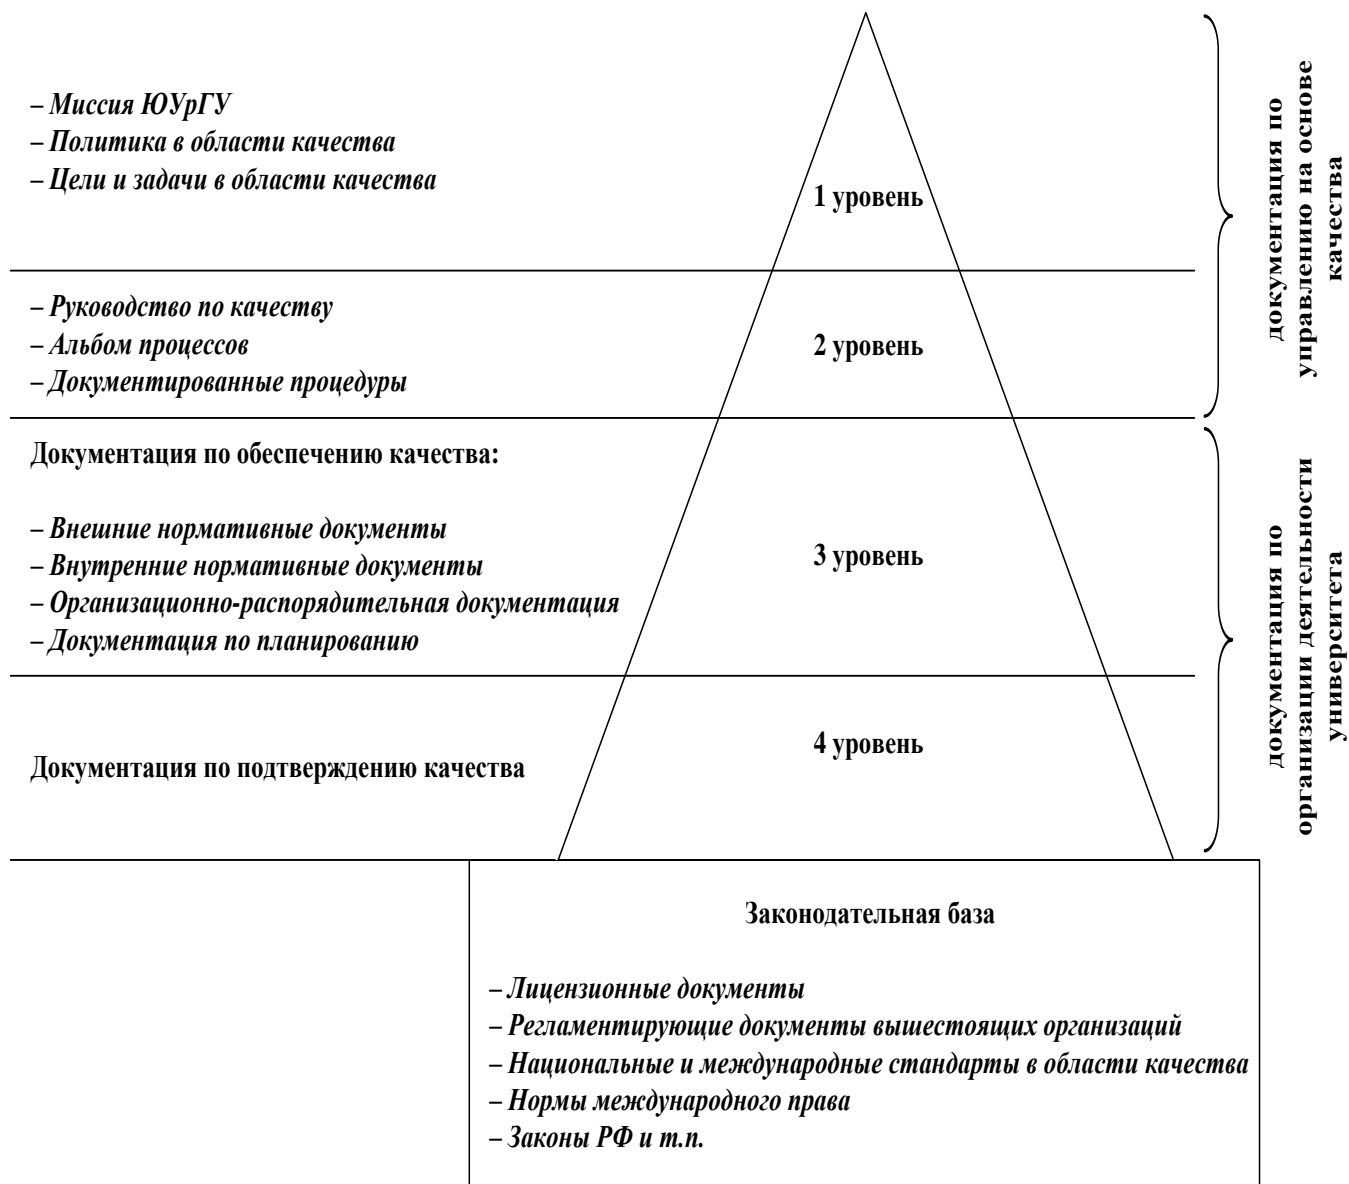 – Миссия ЮУрГУ
– Политика в области качества
– Цели и задачи в области качества
1 уровень
– Руководство по качеству
– Альбом процессов
– Документированные процедуры
2 уровень
документация по
управлению на основе
качества
Документация по обеспечению качества:
– Внешние нормативные документы
– Внутренние нормативные документы
– Организационно-распорядительная документация
– Документация по планированию
3 уровень
Документация по подтверждению качества
4 уровень
документация по
организации деятельности
университета
Законодательная база
– Лицензионные документы
– Регламентирующие документы вышестоящих организаций
– Национальные и международные стандарты в области качества
– Нормы международного права
– Законы РФ и т.п.